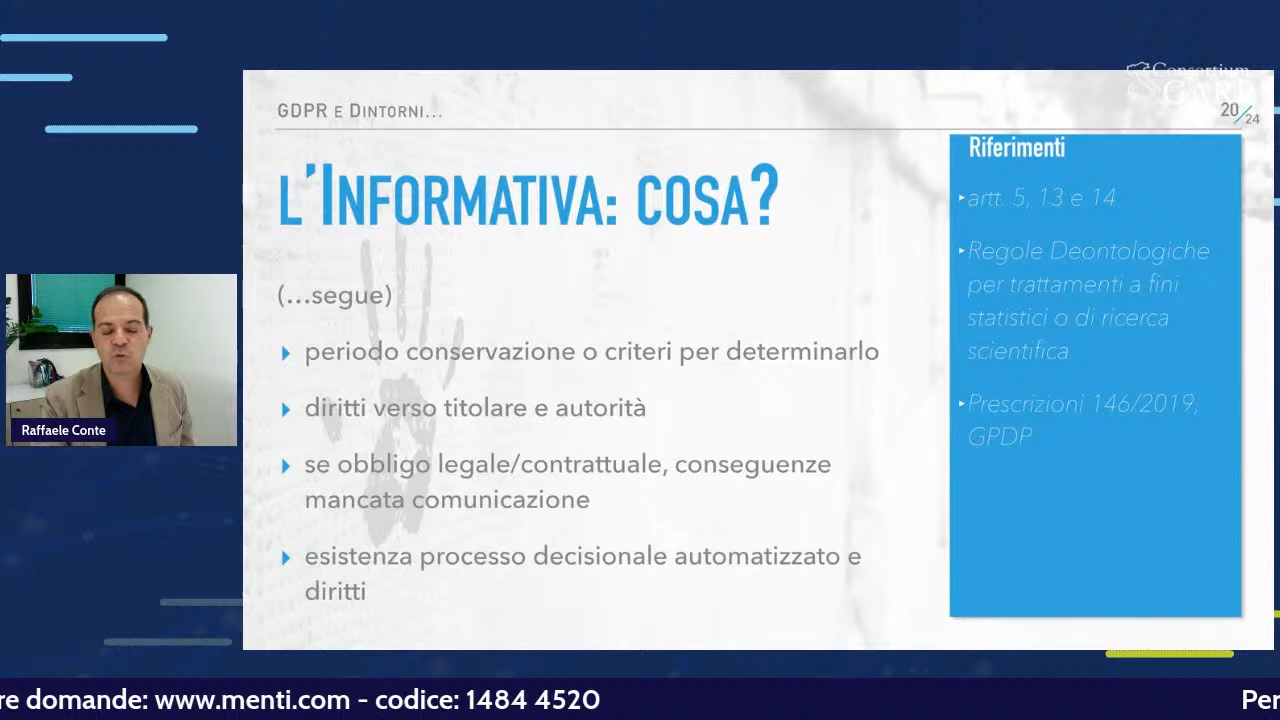 Consortium
GARR
GDPR E DINTORNI...
20/24
L'INFORMATIVA: COSA?
(...segue)
periodo conservazione o criteri per determinarlo
diritti verso titolare e autorità
se obbligo legale/contrattuale, conseguenze
mancata comunicazione
esistenza processo decisionale automatizzato e
diritti
Riferimenti
artt. 5, 13 e 14
Regole Deontologiche
per trattamenti a fini
statistici o di ricerca
scientifica
Prescrizioni 146/2019,
GPDP
Raffaele Conte
re domande: www.menti.com - codice: 1484 4520
Per